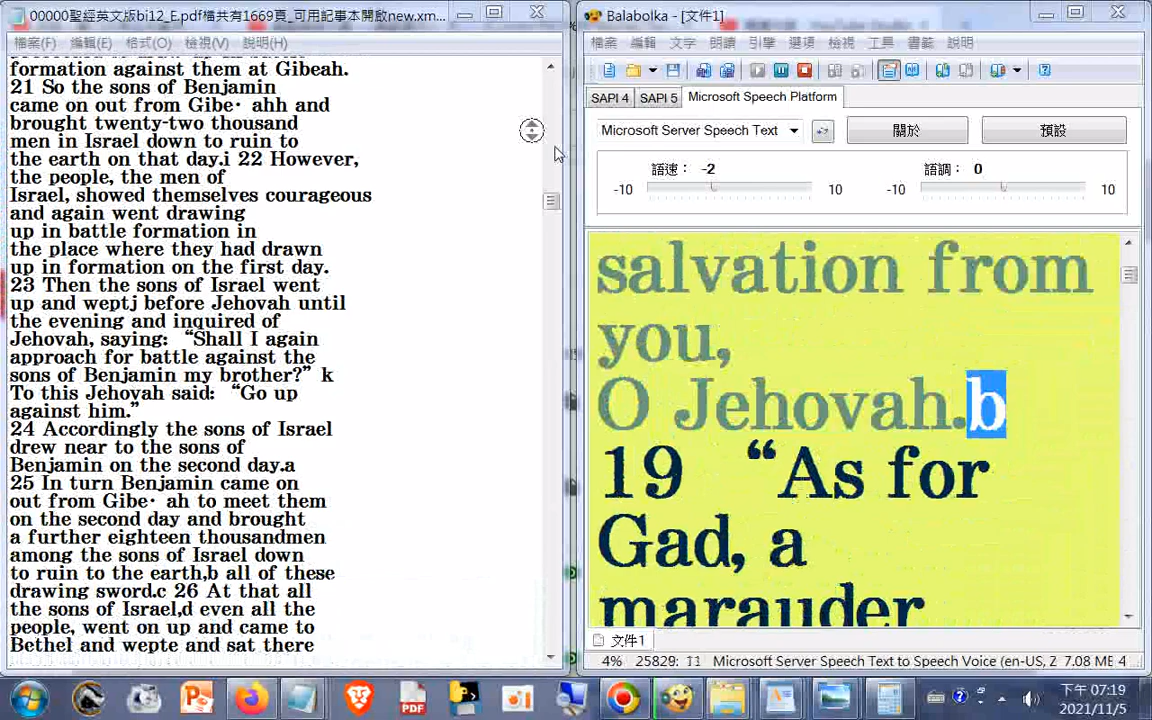 00000聖經英文版bi12_E.pdf檔共有1669頁_可用記事本開啟new.xm...
檔案(F) 編輯(E) 格式(O) 檢視(V) 說明(H)
formation against them at Gibeah.
21 So the sons of Benjamin
came on out from Gibe· ahh and
brought twenty-two thousand
men in Israel down to ruin to
the earth on that day.i 22 However,
the people, the men of
Israel, showed themselves courageous
and again went drawing
up in battle formation in
the place where they had drawn
up in formation on the first day.
23 Then the sons of Israel went
up and weptj before Jehovah until
the evening and inquired of
Jehovah, saying: “Shall I again
approach for battle against the
sons of Benjamin my brother?” k
To this Jehovah said: “Go up
against him.”
24 Accordingly the sons of Israel
drew near to the sons of
Benjamin on the second day.a
25 In turn Benjamin came on
out from Gibe· ah to meet them
on the second day and brought
a further eighteen thousandmen
among the sons of Israel down
to ruin to the earth,b all of these
drawing sword.c 26 At that all
the sons of Israel,d even all the
people, went on up and came to
Bethel and wepte and sat there
Balabolka - [文件1]
檔案 編輯 文字 朗讀 引擎 選項 檢視 工具 書籤 說明
SAPI 4 SAPI 5 Microsoft Speech Platform
Microsoft Server Speech Text 關於 預設
語速： -2 語調： 0
-10 10 -10 10
salvation from
you,
O Jehovah.b
19 “As for
Gad, a
marauder
文件1
4% 25829: 11 Microsoft Server Speech Text to Speech Voice (en-US, Z 7.08 ME 4
PDF
下午 07:19
2021/11/5